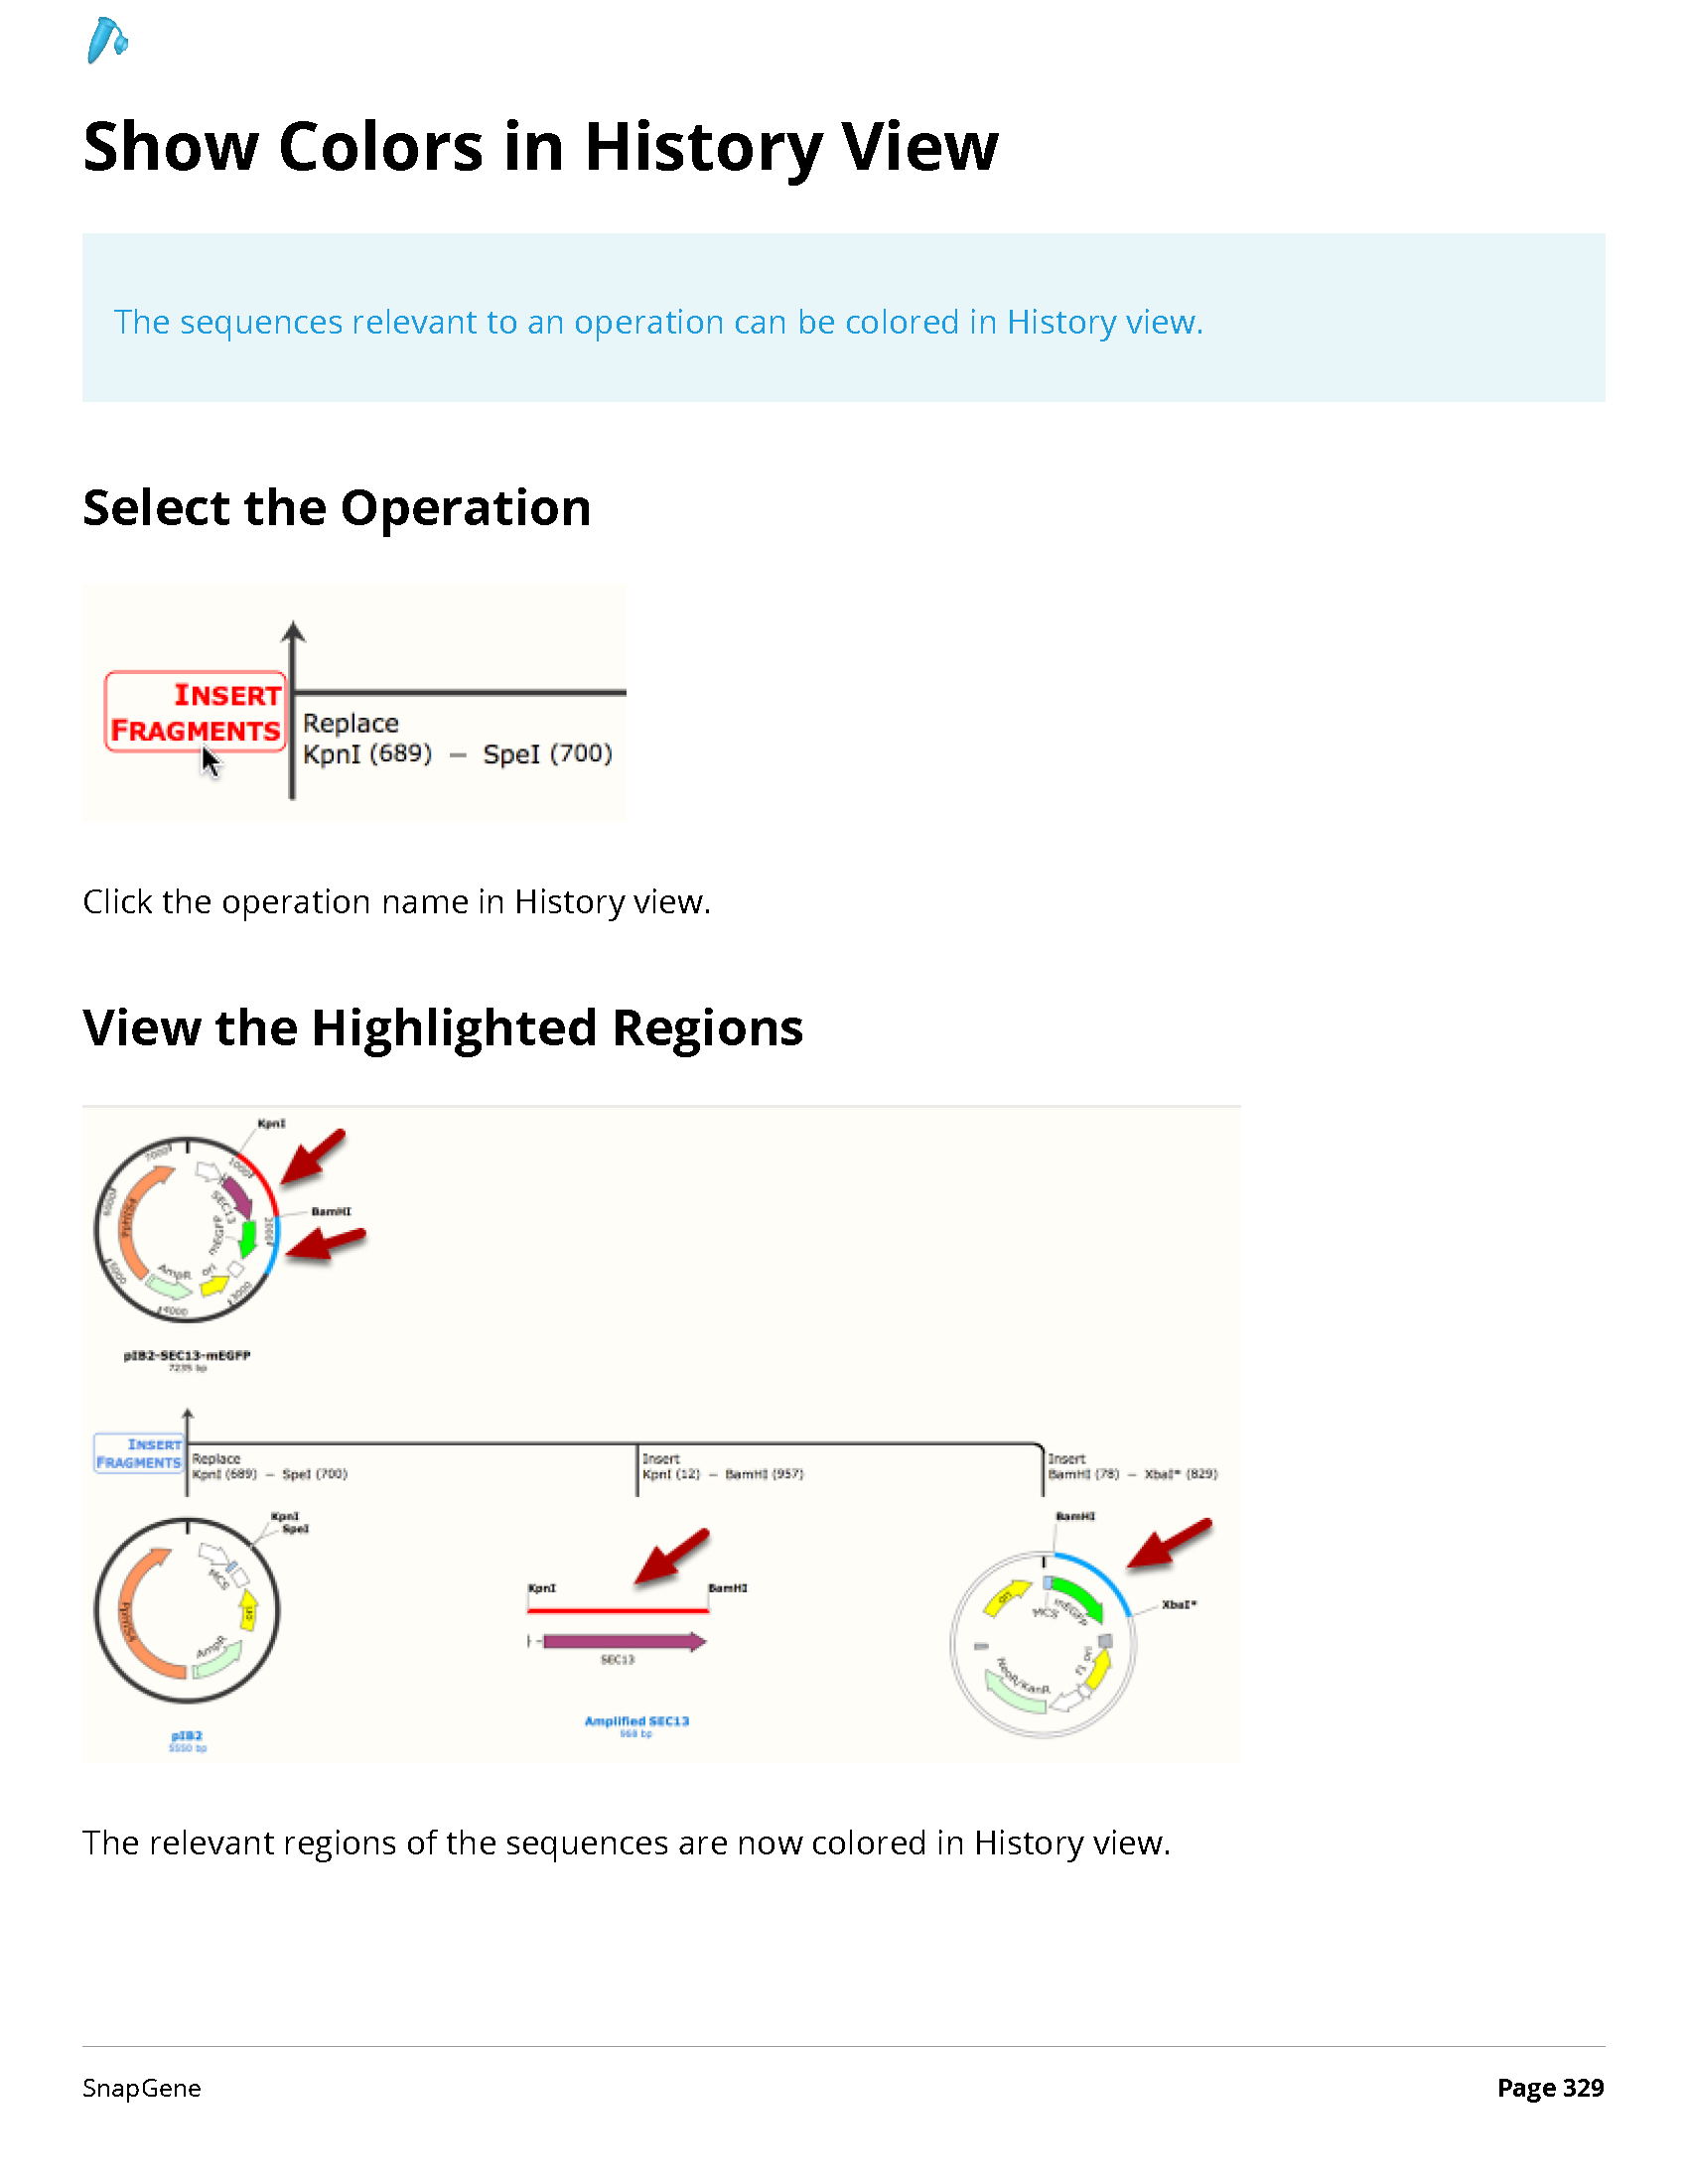 Show Colors in History View
The sequences relevant to an operation can be colored in History view.
Select the Operation
INSERT
FRAGMENTS
Replace
KpnI (689) – SpeI (700)
Click the operation name in History view.
View the Highlighted Regions
KpnI
7000
1000
SEC13
BamHI
6000
mEGFP
2000
AmpR
ori
5000
3000
4000
pIB2-SEC13-mEGFP
7235 bp
INSERT
FRAGMENTS
Replace
KpnI (689) – SpeI (700)
Insert
KpnI (12) – BamHI (957)
Insert
BamHI (78) – XbaI* (829)
KpnI
SpeI
MCS
ori
AmpR
pIB2
5550 bp
KpnI
BamHI
SEC13
Amplified SEC13
968 bp
BamHI
ori
MCS
mEGFP
XbaI*
f1 ori
NeoR/KanR
The relevant regions of the sequences are now colored in History view.
SnapGene
Page 329